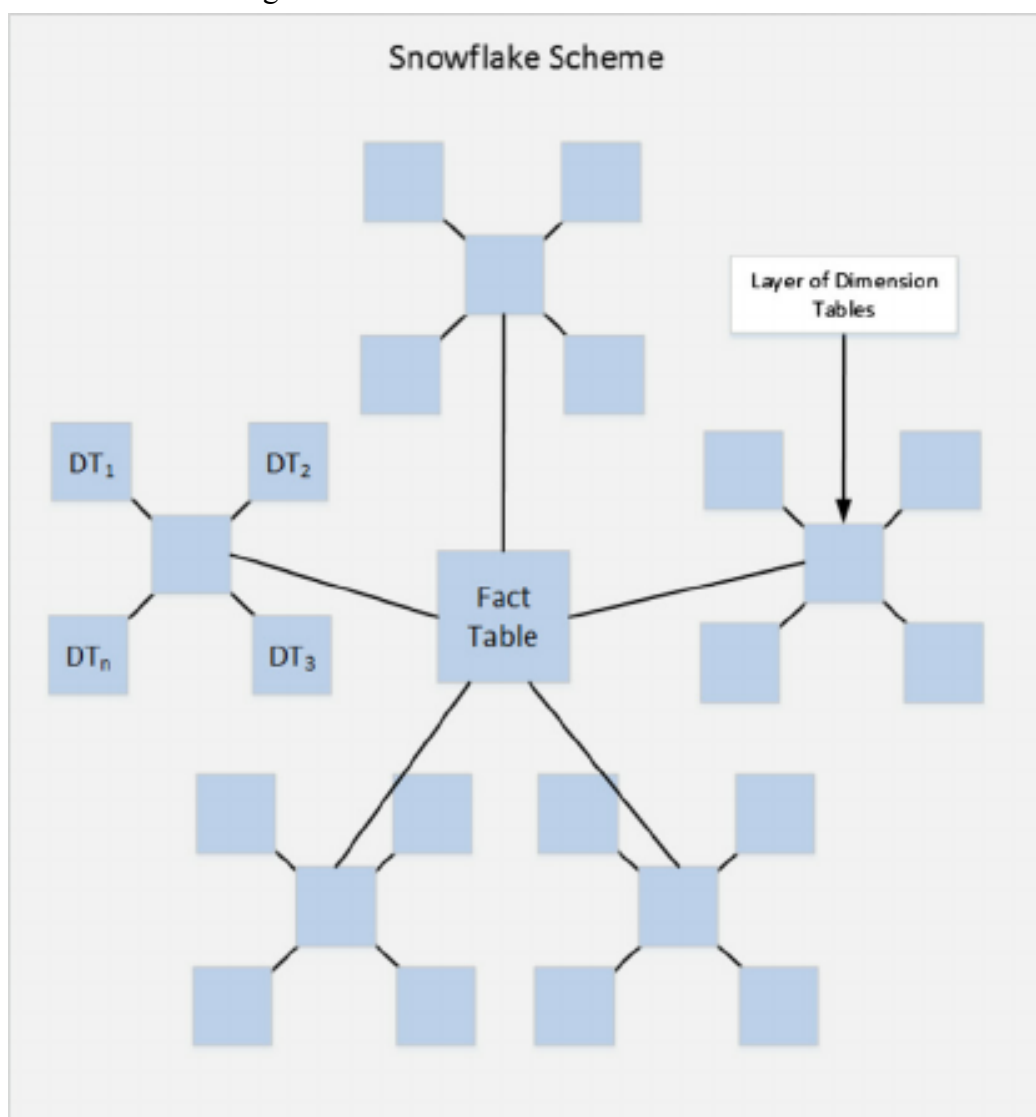 Snowflake Scheme
Layer of Dimension
Tables
DT₁
DT₂
Fact
Table
DTₙ
DT₃